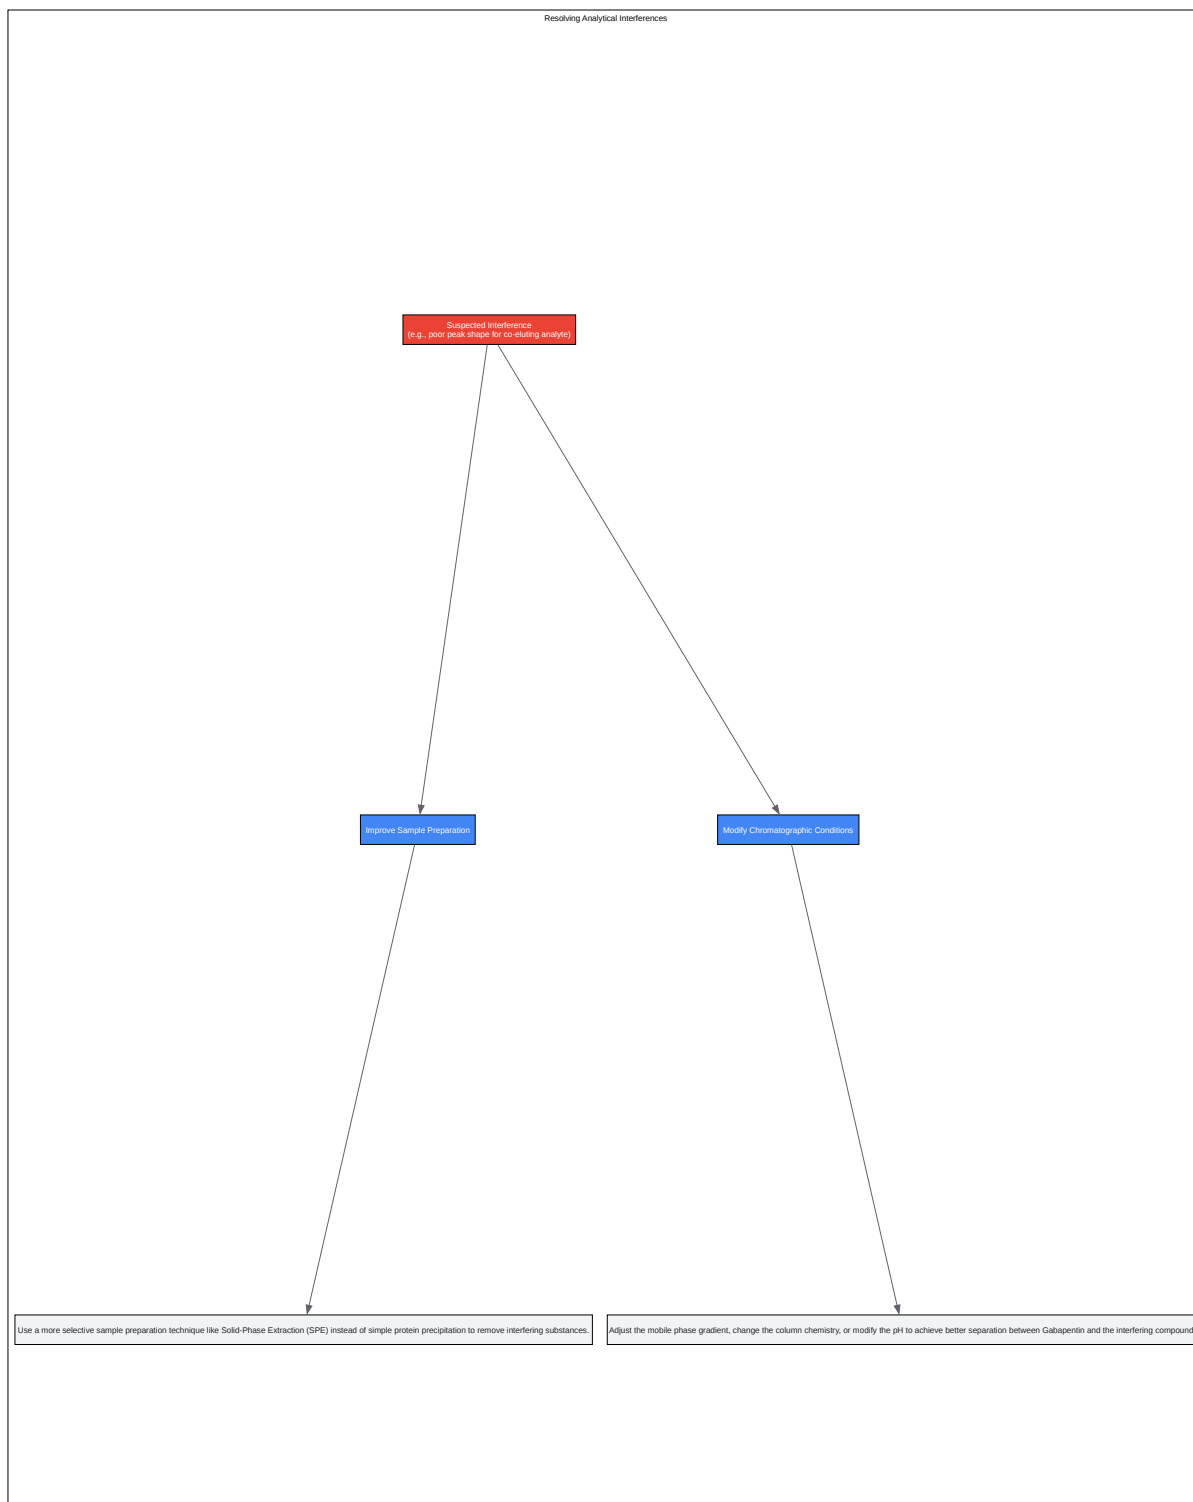 Resolving Analytical Interferences
Suspected Interference
(e.g., poor peak shape for co-eluting analyte)
Improve Sample Preparation
Modify Chromatographic Conditions
Use a more selective sample preparation technique like Solid-Phase Extraction (SPE) instead of simple protein precipitation to remove interfering substances.
Adjust the mobile phase gradient, change the column chemistry, or modify the pH to achieve better separation between Gabapentin and the interfering compound